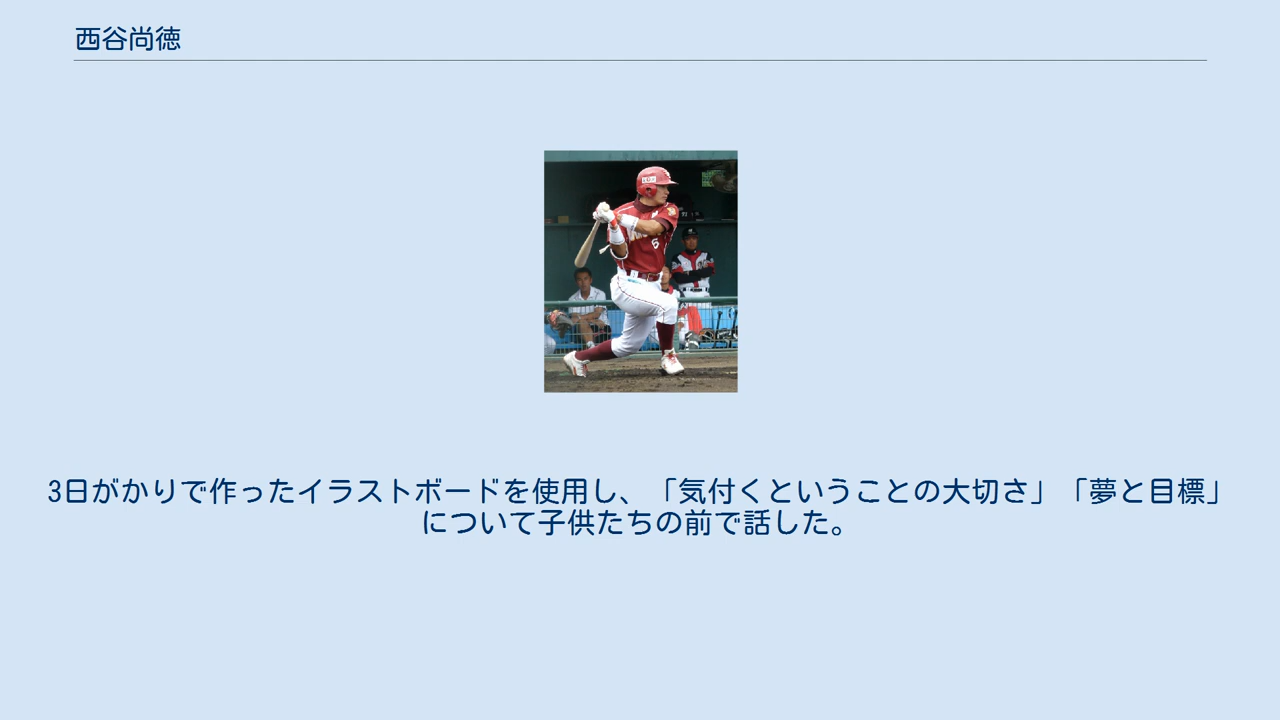 西谷尚徳
3日がかりで作ったイラストボードを使用し、「気付くということの大切さ」「夢と目標」
について子供たちの前で話した。